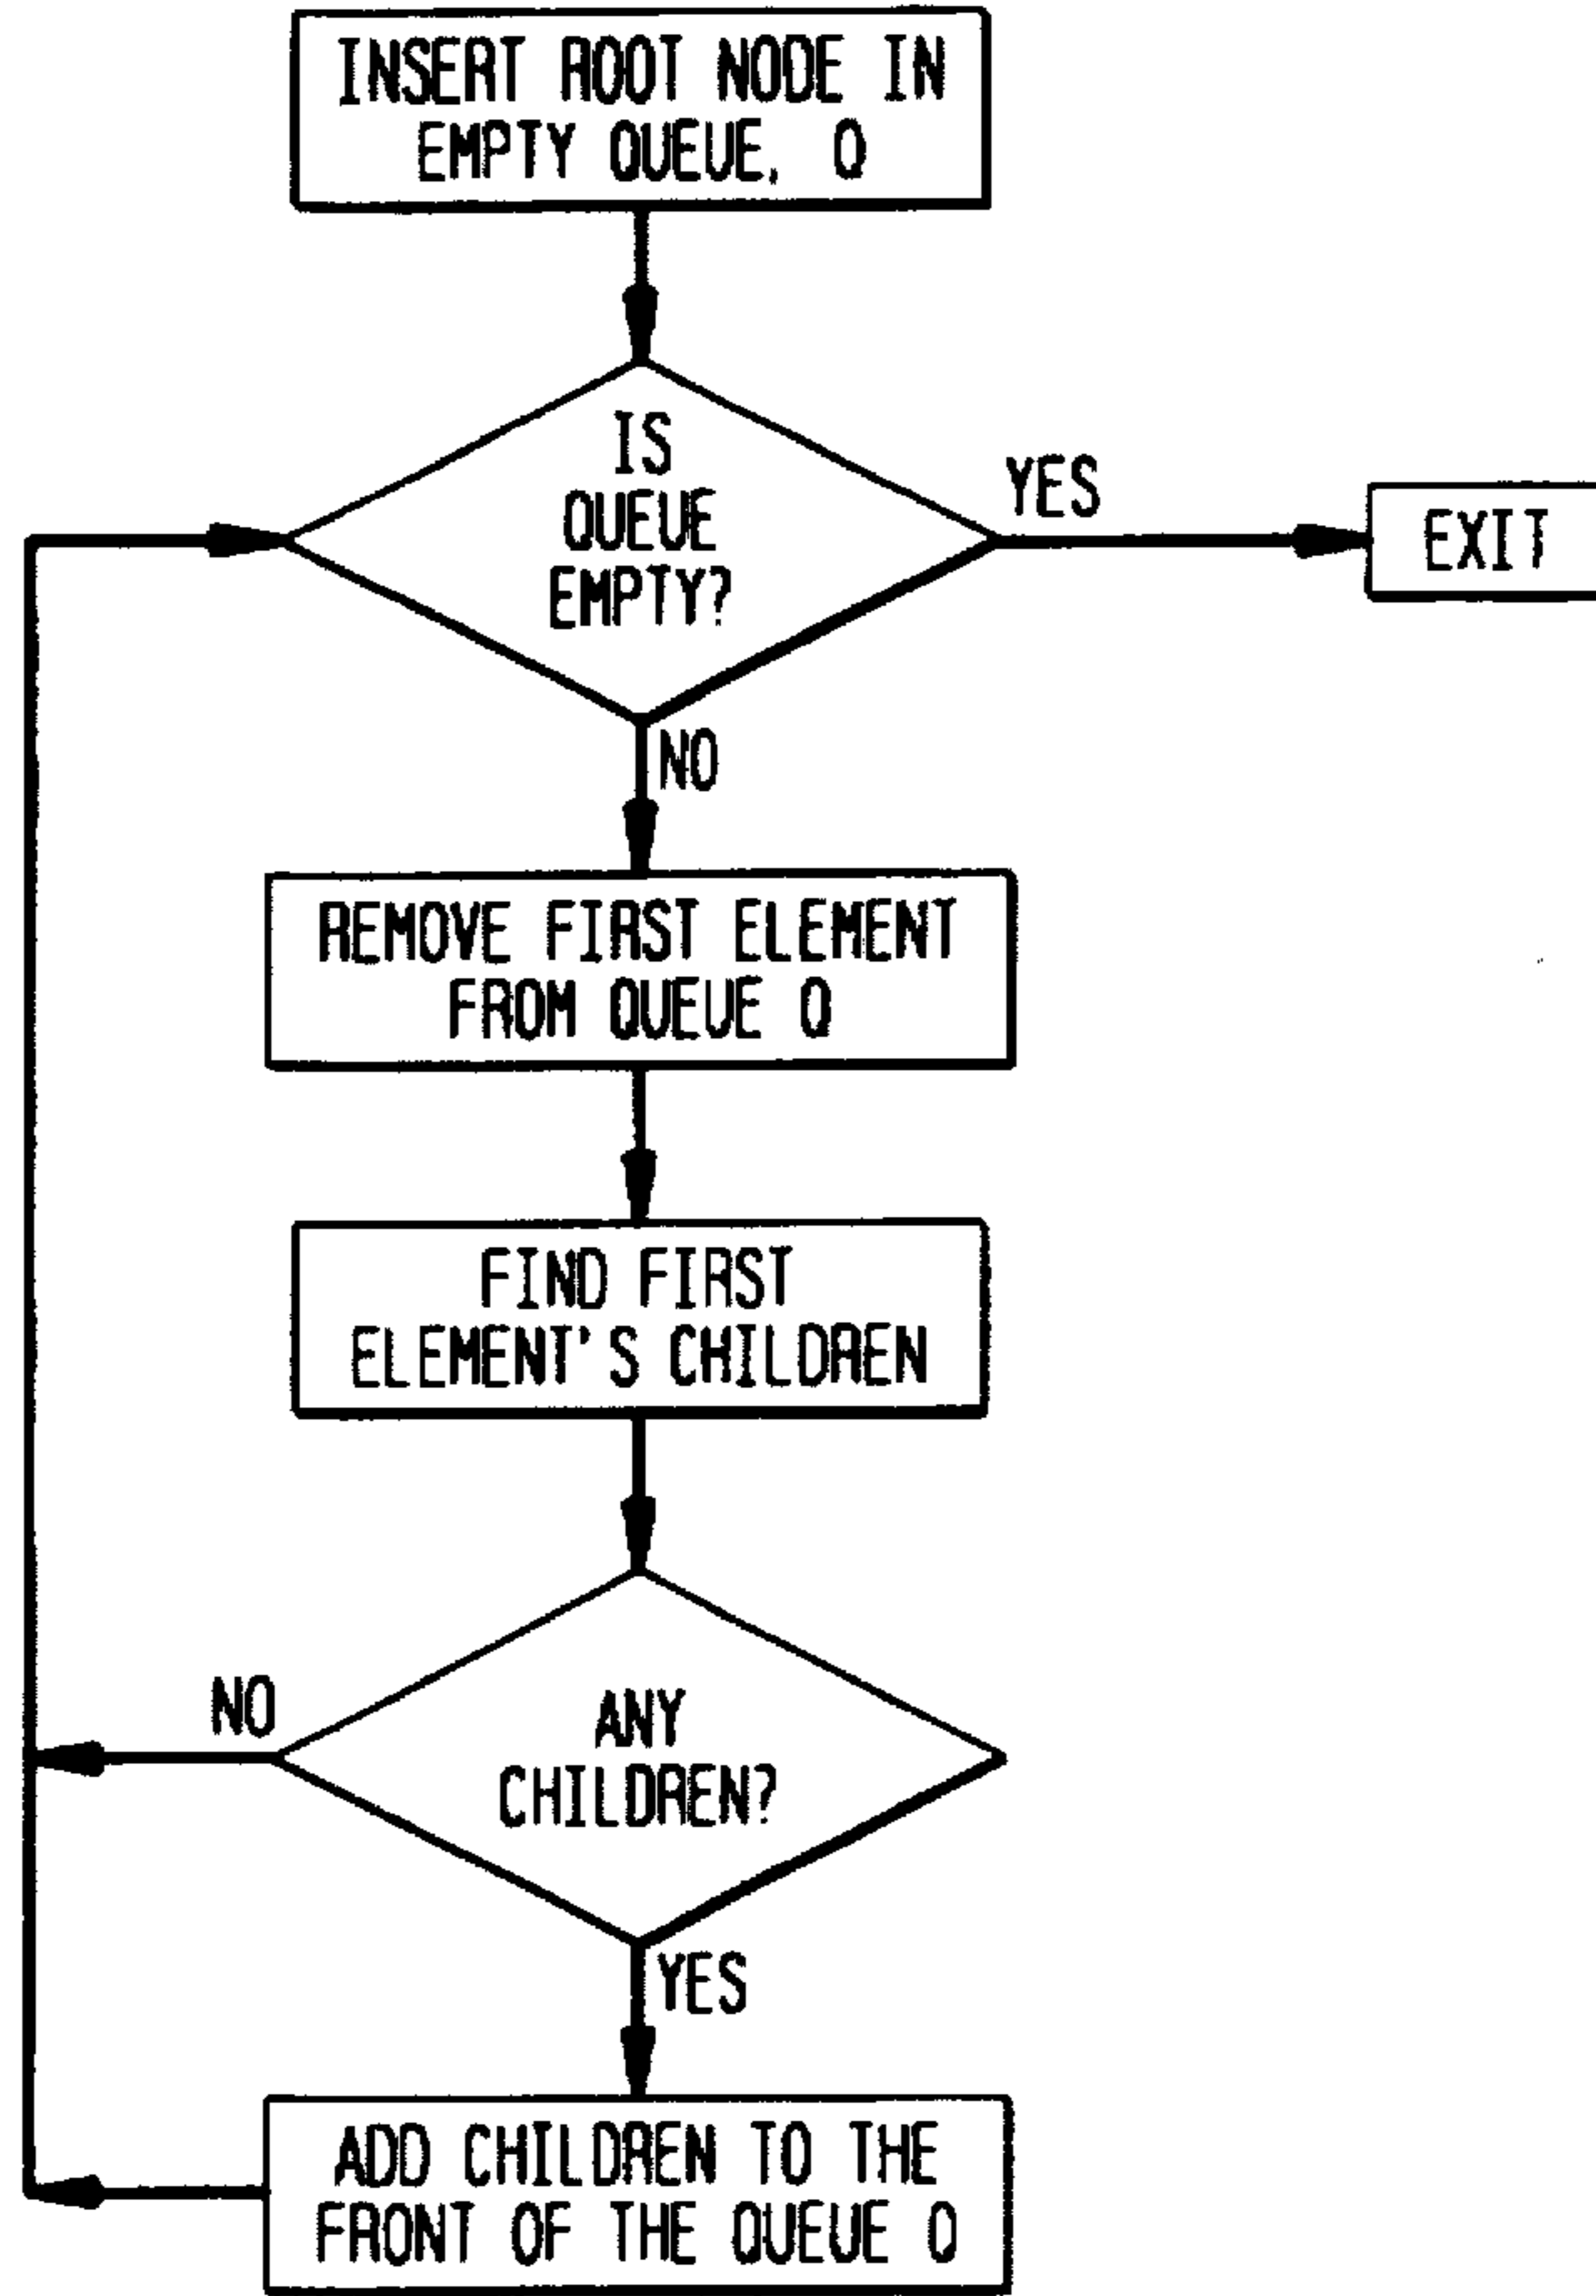 INSERT ROOT NODE IN
EMPTY QUEUE, Q
IS
QUEUE
EMPTY?
YES
EXIT
NO
REMOVE FIRST ELEMENT
FROM QUEUE Q
FIND FIRST
ELEMENT'S CHILDREN
NO
ANY
CHILDREN?
YES
ADD CHILDREN TO THE
FRONT OF THE QUEUE Q